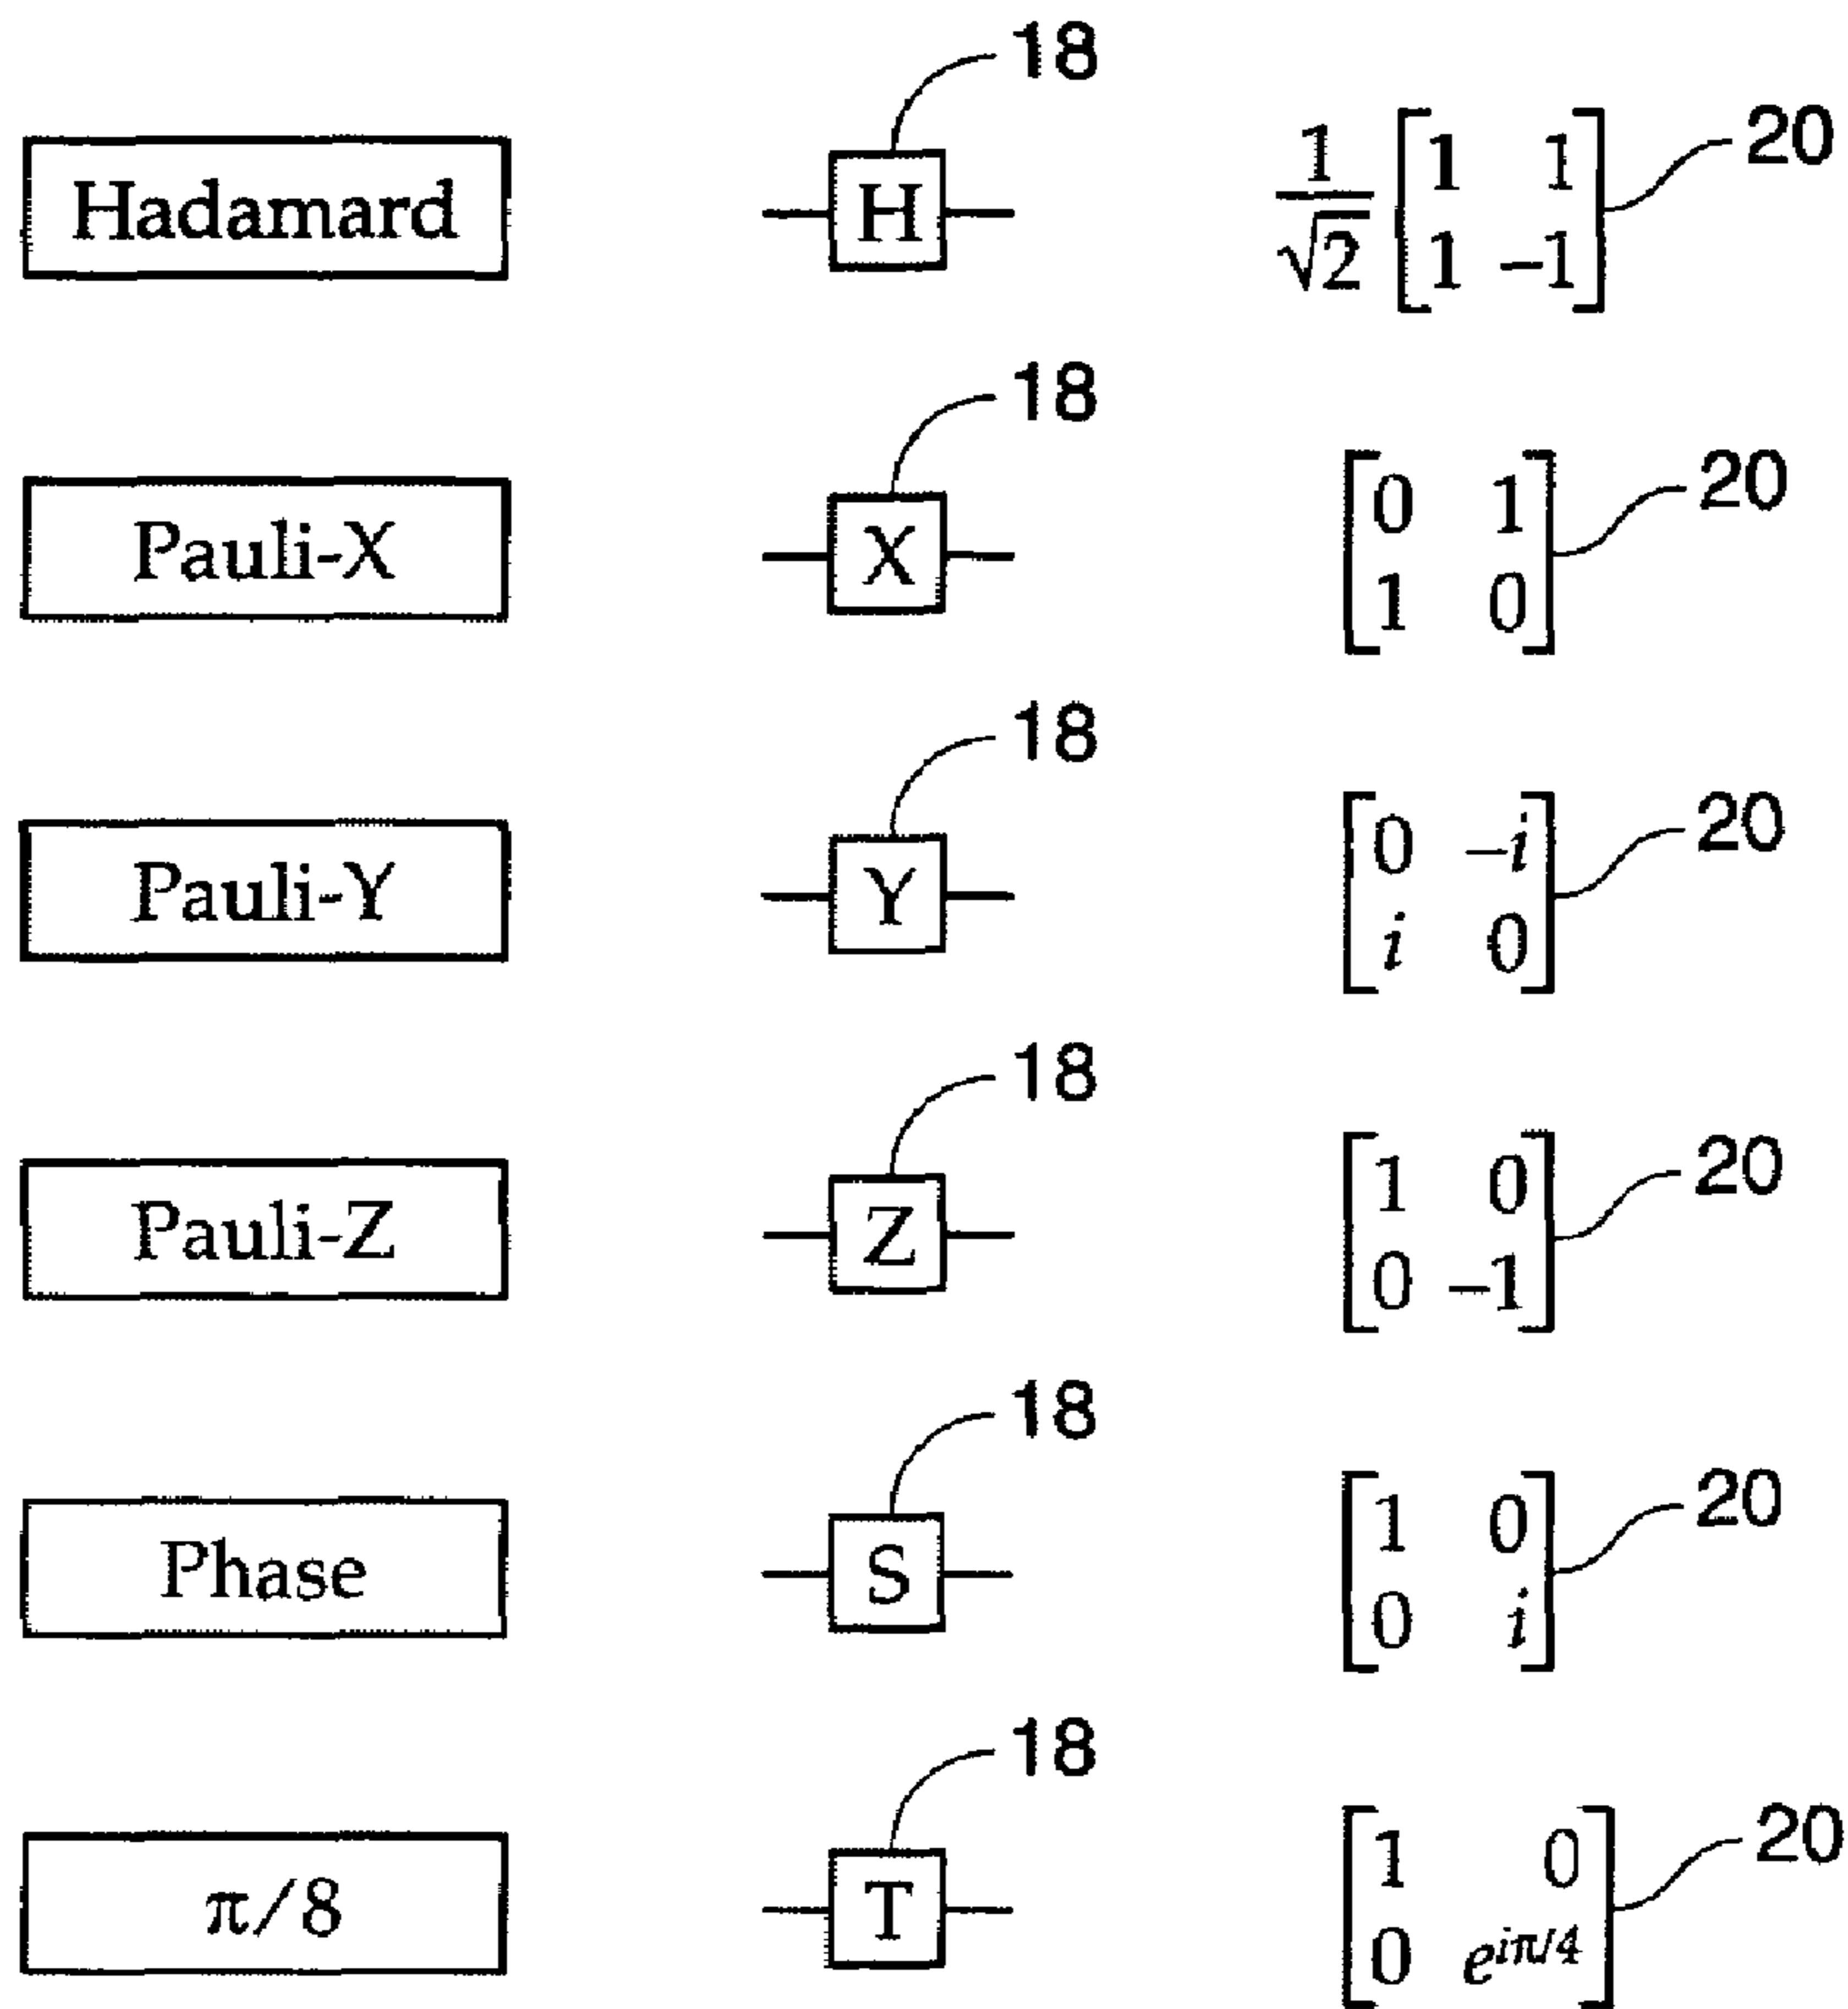 18
Hadamard H 1/√2 [1 1; 1 −1] 20
18
Pauli-X X [0 1; 1 0] 20
18
Pauli-Y Y [0 −i; i 0] 20
18
Pauli-Z Z [1 0; 0 −1] 20
18
Phase S [1 0; 0 i] 20
18
π/8 T [1 0; 0 e^{iπ/4}] 20